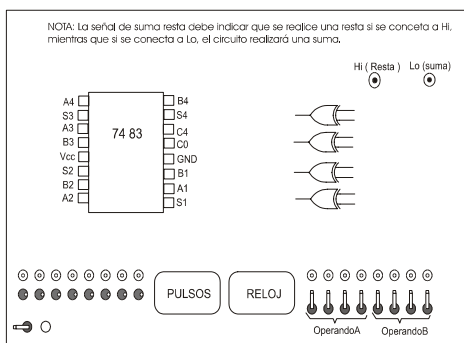 NOTA: La señal de suma resta debe indicar que se realice una resta si se conceta a Hi,
mientras que si se conecta a Lo, el circuito realizará una suma.
Hi ( Resta ) Lo (suma)
A4 B4
S3 S4
A3 74 83 C4
B3 C0
Vcc GND
S2 B1
B2 A1
A2 S1
PULSOS RELOJ
OperandoA OperandoB